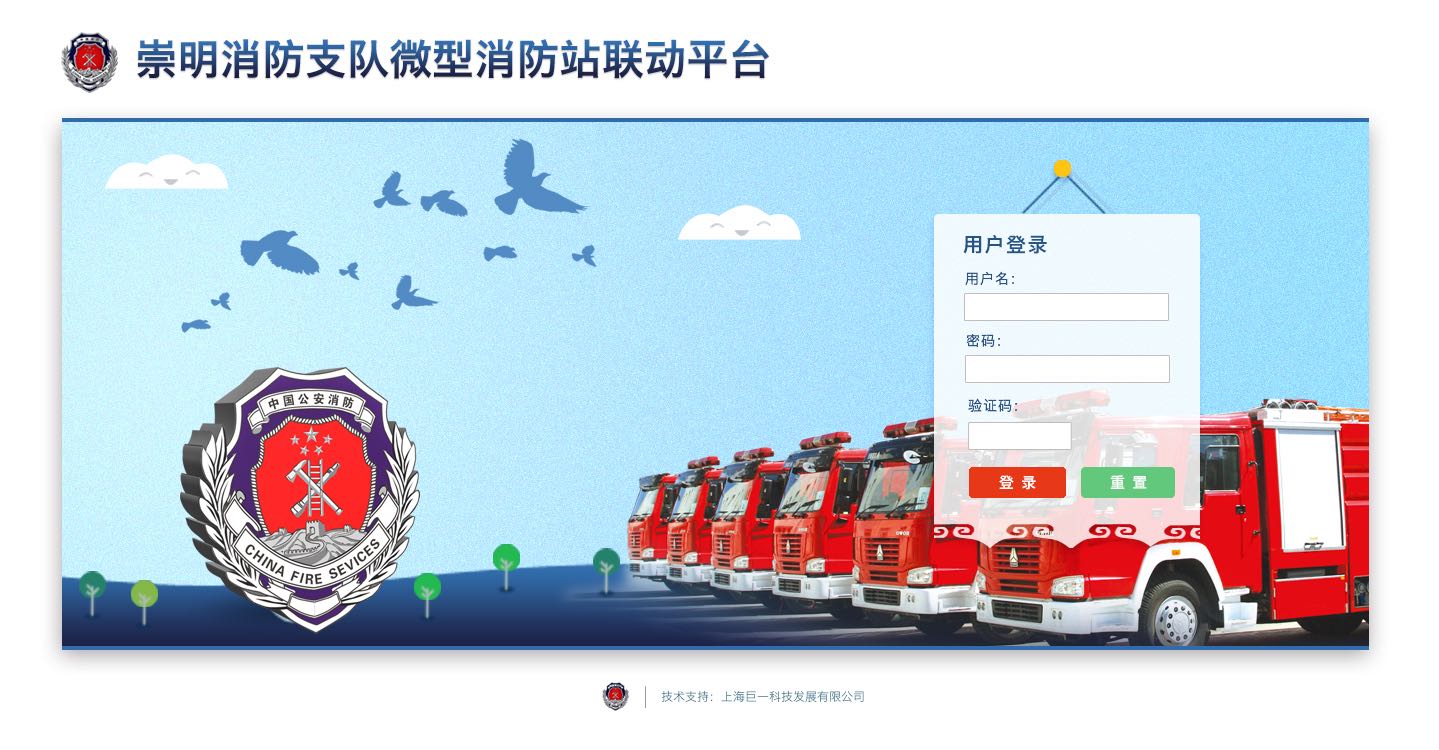 崇明消防支队微型消防站联动平台
用户登录
用户名：
密码：
验证码：
登 录
重 置
中国公安消防
CHINA FIRE SEVICES
技术支持：上海巨一科技发展有限公司